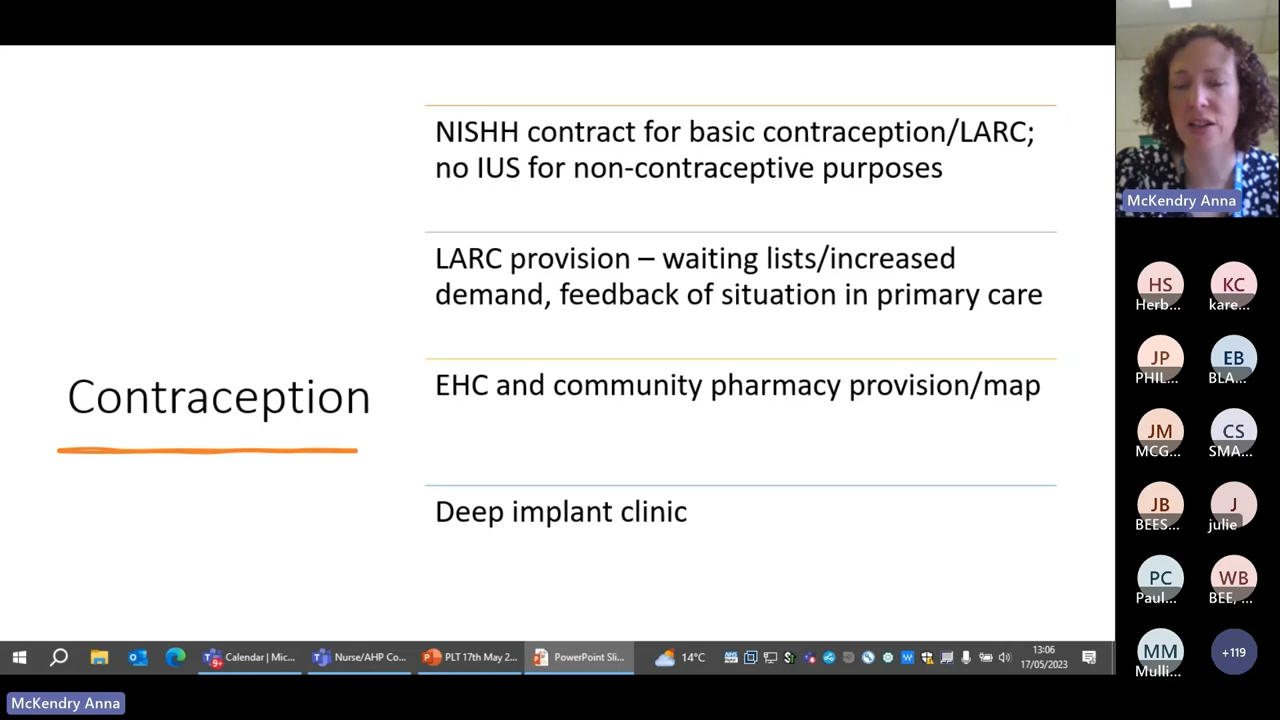 NISHH contract for basic contraception/LARC;
no IUS for non-contraceptive purposes
LARC provision – waiting lists/increased
demand, feedback of situation in primary care
Contraception
EHC and community pharmacy provision/map
Deep implant clinic
McKendry Anna
HS
Herb...
KC
kare...
JP
PHIL...
EB
BLA...
JM
MCG...
CS
SMA...
JB
BEES...
J
julie
PC
Paul...
WB
BEE, ...
MM
Mulli...
+119
Calendar | Mic...
Nurse/AHP Co...
PLT 17th May 2...
PowerPoint Sli...
14°C
13:06
17/05/2023
McKendry Anna